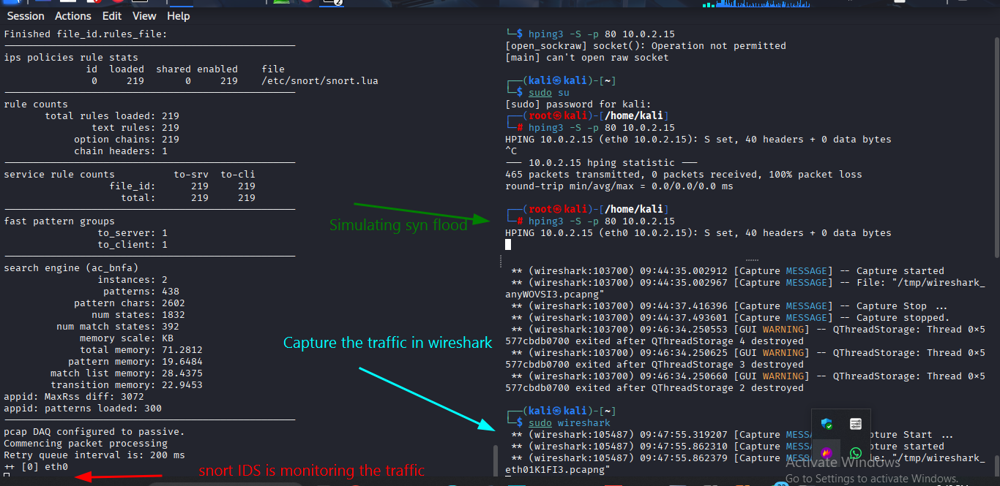 Session Actions Edit View Help
Finished file_id.rules_file:
ips policies rule stats
id loaded shared enabled file
0 219 0 219 /etc/snort/snort.lua
rule counts
total rules loaded: 219
text rules: 219
option chains: 219
chain headers: 1
service rule counts to-srv to-cli
file_id: 219 219
total: 219 219
fast pattern groups
to_server: 1
to_client: 1
search engine (ac_bnfa)
instances: 2
patterns: 438
pattern chars: 2602
num states: 1832
num match states: 392
memory scale: KB
total memory: 71.2812
pattern memory: 19.6484
match list memory: 28.4375
transition memory: 22.9453
appid: MaxRss diff: 3072
appid: patterns loaded: 300
pcap DAQ configured to passive.
Commencing packet processing
Retry queue interval is: 200 ms
++ [0] eth0
snort IDS is monitoring the traffic
Simulating syn flood
Capture the traffic in wireshark
└─$ hping3 -S -p 80 10.0.2.15
[open_sockraw] socket(): Operation not permitted
[main] can't open raw socket
┌──(kali㉿kali)-[~]
└─$ sudo su
[sudo] password for kali:
┌──(root㉿kali)-[/home/kali]
└─# hping3 -S -p 80 10.0.2.15
HPING 10.0.2.15 (eth0 10.0.2.15): S set, 40 headers + 0 data bytes
^C
--- 10.0.2.15 hping statistic ---
465 packets transmitted, 0 packets received, 100% packet loss
round-trip min/avg/max = 0.0/0.0/0.0 ms
┌──(root㉿kali)-[/home/kali]
└─# hping3 -S -p 80 10.0.2.15
HPING 10.0.2.15 (eth0 10.0.2.15): S set, 40 headers + 0 data bytes
** (wireshark:103700) 09:44:35.002912 [Capture MESSAGE] -- Capture started
** (wireshark:103700) 09:44:35.002967 [Capture MESSAGE] -- File: "/tmp/wireshark_
anyWOVSI3.pcapng"
** (wireshark:103700) 09:44:37.416396 [Capture MESSAGE] -- Capture Stop ...
** (wireshark:103700) 09:44:37.493601 [Capture MESSAGE] -- Capture stopped.
** (wireshark:103700) 09:46:34.250553 [GUI WARNING] -- QThreadStorage: Thread 0×5
577cbdb0700 exited after QThreadStorage 4 destroyed
** (wireshark:103700) 09:46:34.250625 [GUI WARNING] -- QThreadStorage: Thread 0×5
577cbdb0700 exited after QThreadStorage 3 destroyed
** (wireshark:103700) 09:46:34.250660 [GUI WARNING] -- QThreadStorage: Thread 0×5
577cbdb0700 exited after QThreadStorage 2 destroyed
┌──(kali㉿kali)-[~]
└─$ sudo wireshark
** (wireshark:105487) 09:47:55.319207 [Capture MESS pture Start ...
** (wireshark:105487) 09:47:55.862310 [Capture MESS pture started
** (wireshark:105487) 09:47:55.862379 [Capture MESS le: "/tmp/wireshark_
eth01K1FI3.pcapng"
Activate Windows
Go to Settings to activate Windows.